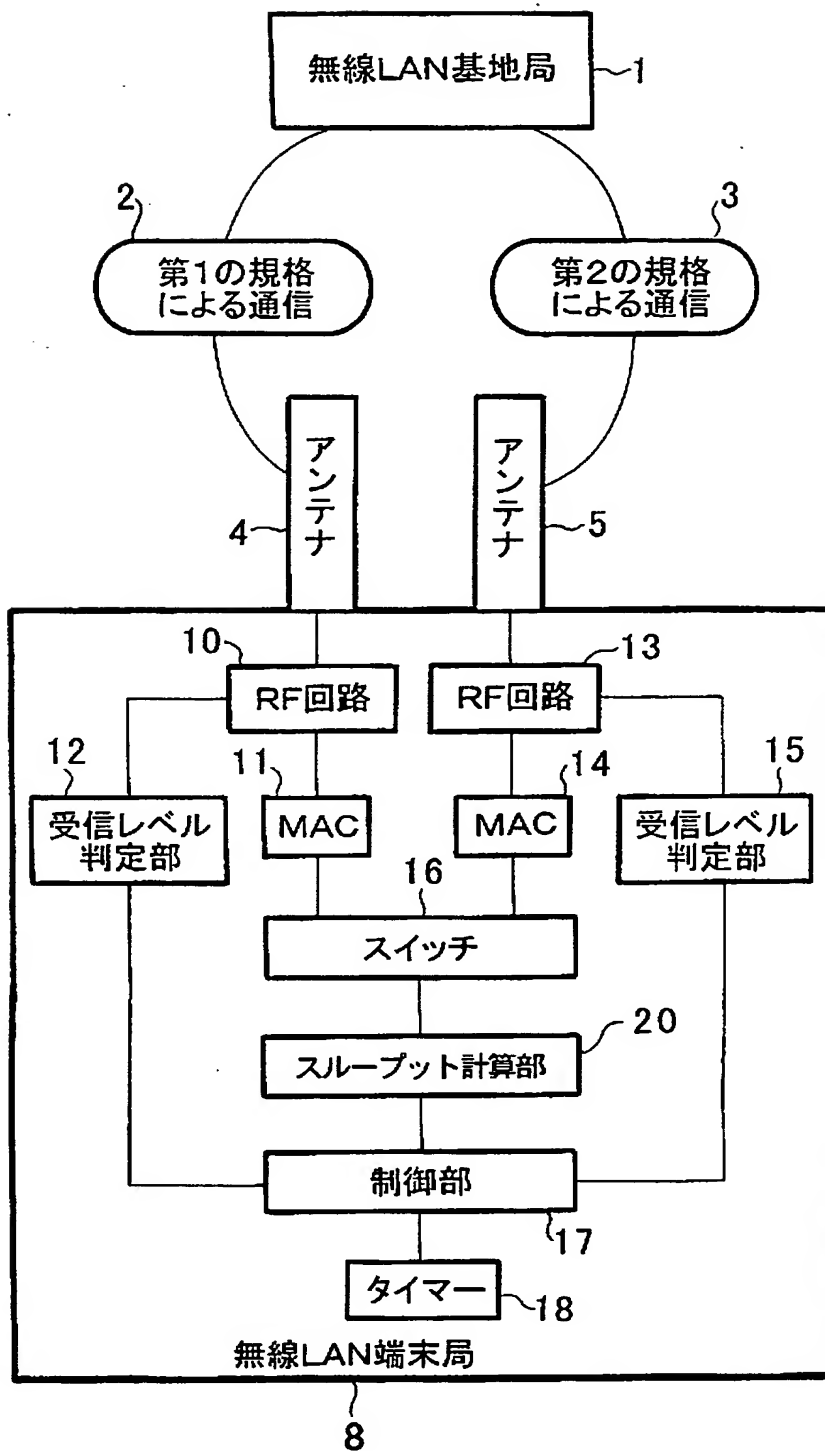 無線LAN基地局
1
2
3
第1の規格
による通信
第2の規格
による通信
アンテナ
アンテナ
4
5
10
13
RF回路
RF回路
12
11
14
15
受信レベル
判定部
MAC
MAC
受信レベル
判定部
16
スイッチ
20
スループット計算部
制御部
17
タイマー
18
無線LAN端末局
8